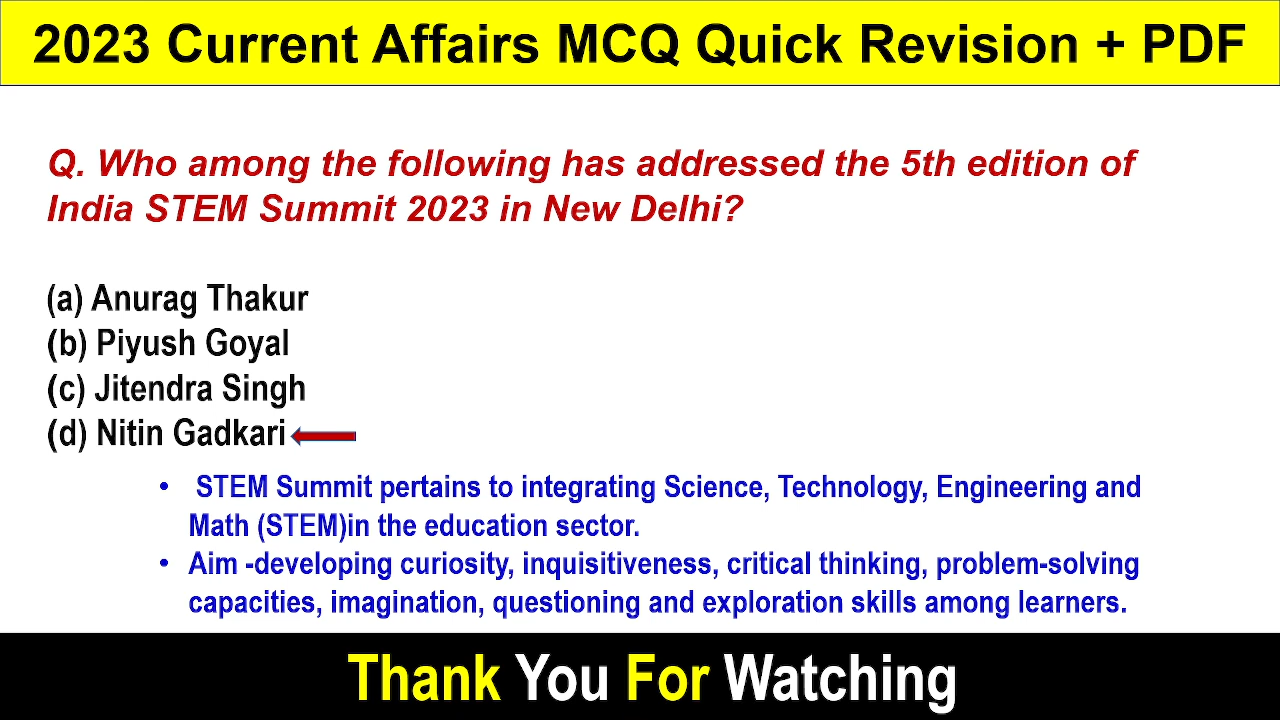 2023 Current Affairs MCQ Quick Revision + PDF
Q. Who among the following has addressed the 5th edition of
India STEM Summit 2023 in New Delhi?
(a) Anurag Thakur
(b) Piyush Goyal
(c) Jitendra Singh
(d) Nitin Gadkari
• STEM Summit pertains to integrating Science, Technology, Engineering and
Math (STEM)in the education sector.
• Aim -developing curiosity, inquisitiveness, critical thinking, problem-solving
capacities, imagination, questioning and exploration skills among learners.
Thank You For Watching